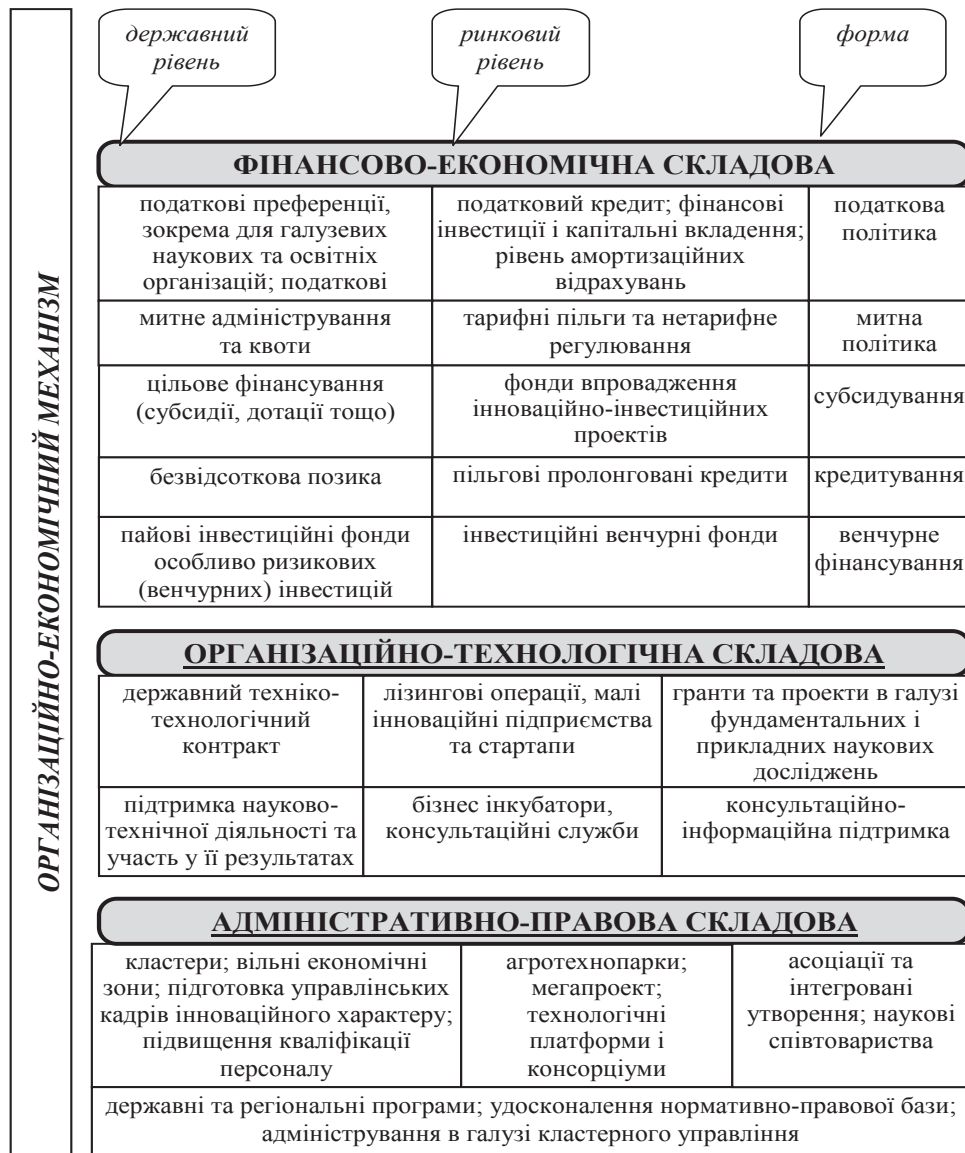 державний
рівень
ринковий
рівень
форма
ОРГАНІЗАЦІЙНО-ЕКОНОМІЧНИЙ МЕХАНІЗМ
ФІНАНСОВО-ЕКОНОМІЧНА СКЛАДОВА
податкові преференції,
зокрема для галузевих
наукових та освітніх
організацій; податкові
податковий кредит; фінансові
інвестиції і капітальні вкладення;
рівень амортизаційних
відрахувань
податкова
політика
митне адміністрування
та квоти
тарифні пільги та нетарифне
регулювання
митна
політика
цільове фінансування
(субсидії, дотації тощо)
фонди впровадження
інноваційно-інвестиційних
проектів
субсидування
безвідсоткова позика
пільгові пролонговані кредити
кредитування
пайові інвестиційні фонди
особливо ризикових
(венчурних) інвестицій
інвестиційні венчурні фонди
венчурне
фінансування
ОРГАНІЗАЦІЙНО-ТЕХНОЛОГІЧНА СКЛАДОВА
державний техніко-
технологічний
контракт
лізингові операції, малі
інноваційні підприємства
та стартапи
гранти та проекти в галузі
фундаментальних і
прикладних наукових
досліджень
підтримка науково-
технічної діяльності та
участь у її результатах
бізнес інкубатори,
консультаційні служби
консультаційно-
інформаційна підтримка
АДМІНІСТРАТИВНО-ПРАВОВА СКЛАДОВА
кластери; вільні економічні
зони; підготовка управлінських
кадрів інноваційного характеру;
підвищення кваліфікації
персоналу
агротехнопарки;
мегапроект;
технологічні
платформи і
консорціуми
асоціації та
інтегровані
утворення; наукові
співтовариства
державні та регіональні програми; удосконалення нормативно-правової бази;
адміністрування в галузі кластерного управління